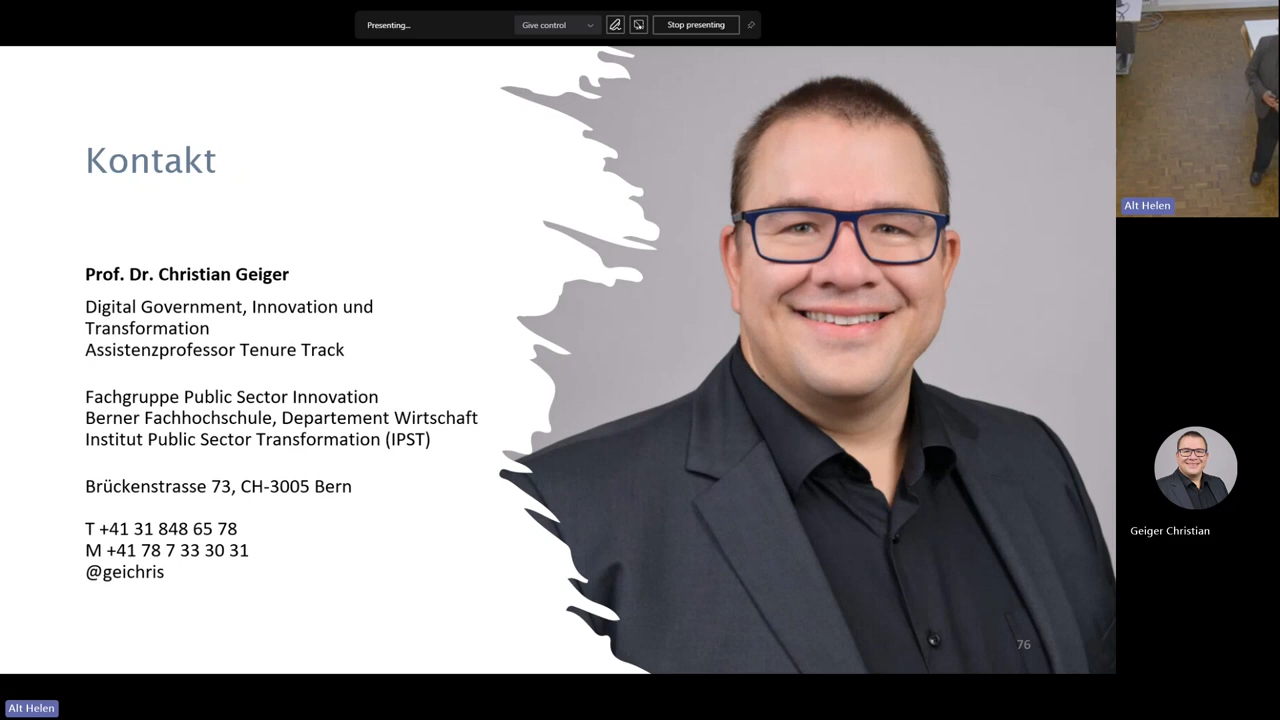 Presenting...
Give control
Stop presenting
Kontakt
Prof. Dr. Christian Geiger
Digital Government, Innovation und
Transformation
Assistenzprofessor Tenure Track
Fachgruppe Public Sector Innovation
Berner Fachhochschule, Departement Wirtschaft
Institut Public Sector Transformation (IPST)
Brückenstrasse 73, CH-3005 Bern
T +41 31 848 65 78
M +41 78 7 33 30 31
@geichris
76
Alt Helen
Geiger Christian
Alt Helen